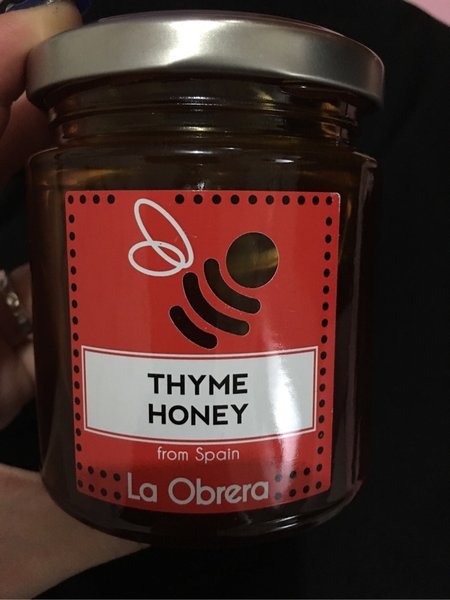 THYME
HONEY
from Spain
La Obrera